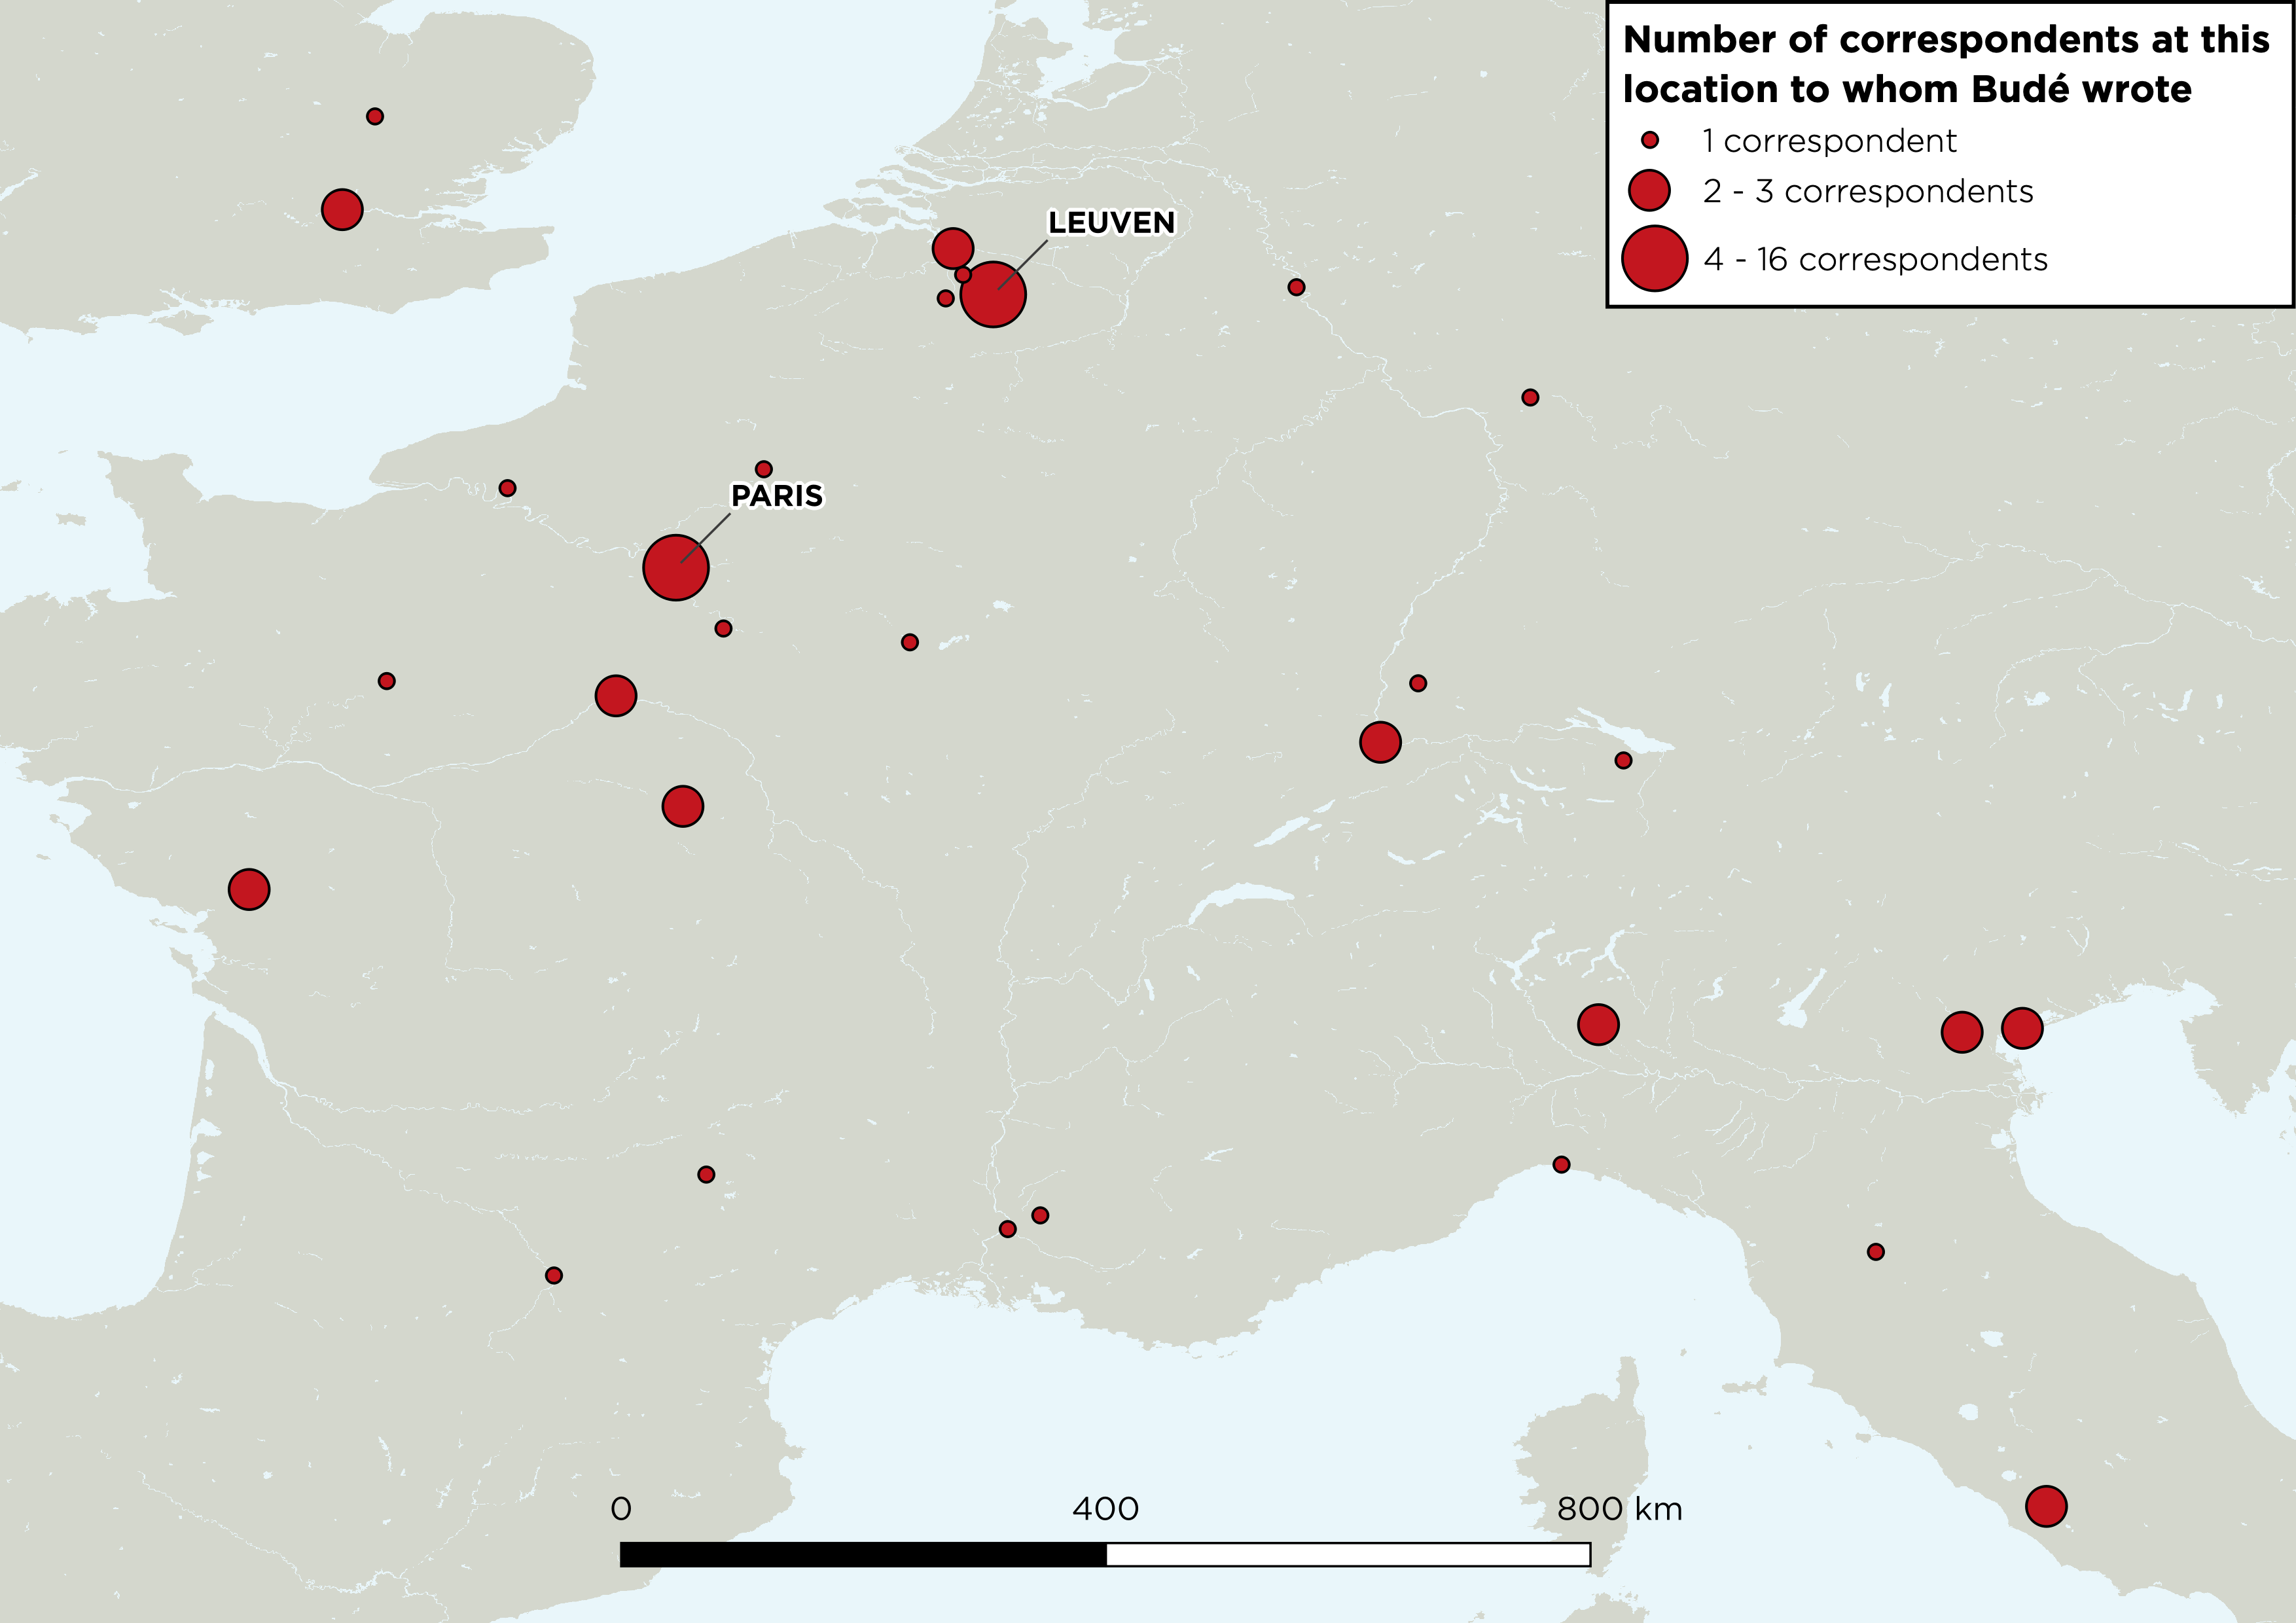 Number of correspondents at this
location to whom Budé wrote
1 correspondent
2 - 3 correspondents
4 - 16 correspondents
LEUVEN
PARIS
0 400 800 km